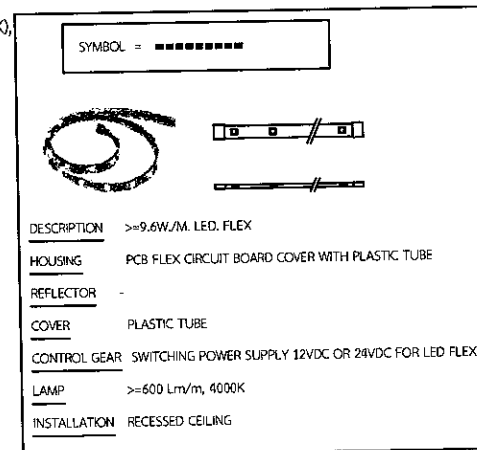 SYMBOL =
DESCRIPTION >=9.6W./M. LED. FLEX
HOUSING PCB FLEX CIRCUIT BOARD COVER WITH PLASTIC TUBE
REFLECTOR -
COVER PLASTIC TUBE
CONTROL GEAR SWITCHING POWER SUPPLY 12VDC OR 24VDC FOR LED FLEX
LAMP >=600 Lm/m, 4000K
INSTALLATION RECESSED CEILING